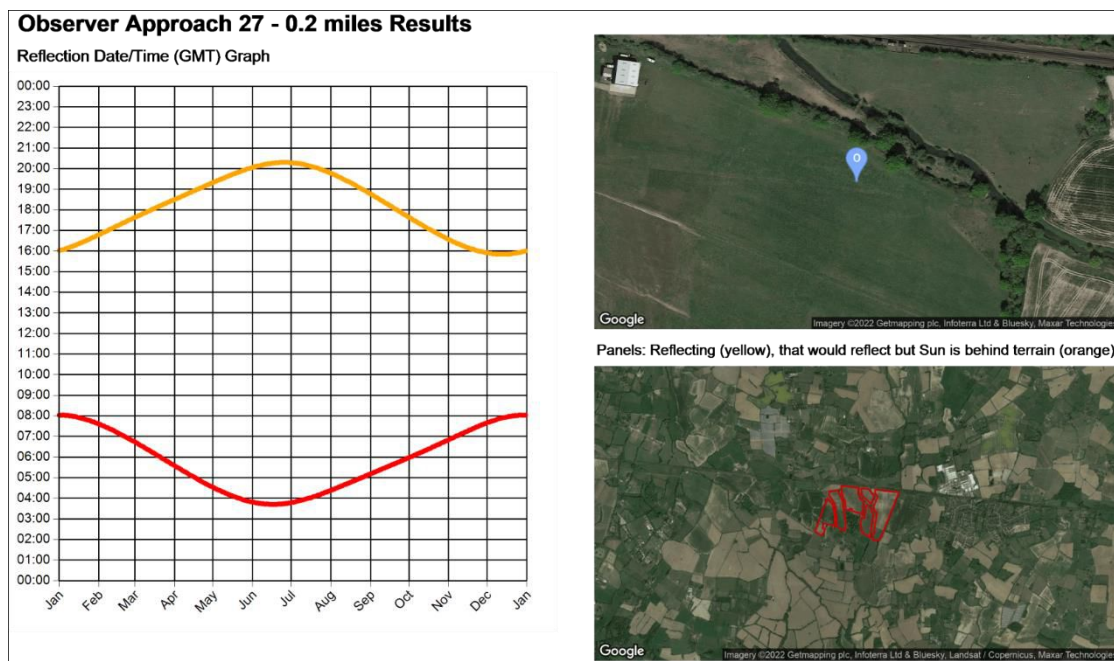 Observer Approach 27 - 0.2 miles Results
Reflection Date/Time (GMT) Graph
00:00
23:00
22:00
21:00
20:00
19:00
18:00
17:00
16:00
15:00
14:00
13:00
12:00
11:00
10:00
09:00
08:00
07:00
06:00
05:00
04:00
03:00
02:00
01:00
00:00
Jan Feb Mar Apr May Jun Jul Aug Sep Oct Nov Dec Jan
O
Google
Imagery ©2022 Getmapping plc, Infoterra Ltd & Bluesky, Maxar Technologie
Panels: Reflecting (yellow), that would reflect but Sun is behind terrain (orange)
Google
Imagery ©2022 Getmapping plc, Infoterra Ltd & Bluesky, Landsat / Copernicus, Maxar Technologie